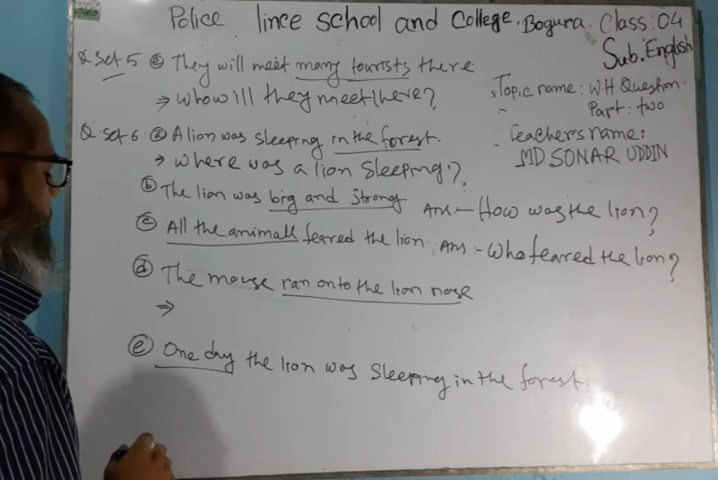 Police lince school and College, Bogura. Class: 04
Sub: English
Topic name: WH Question.
Part: two
Teachers name:
MD SONAR UDDIN
Q. Set 5 (e) They will meet many tourists there
⇒ Who will they meet there?
Q. Set 6. (a) A lion was sleeping in the forest.
⇒ Where was a lion sleeping?
(b) The lion was big and strong Ans:- How was the lion?
(c) All the animall feared the lion. Ans:- Who feared the lion?
(d) The mouse ran onto the lion nose
⇒
(e) One day the lion was sleeping in the forest.